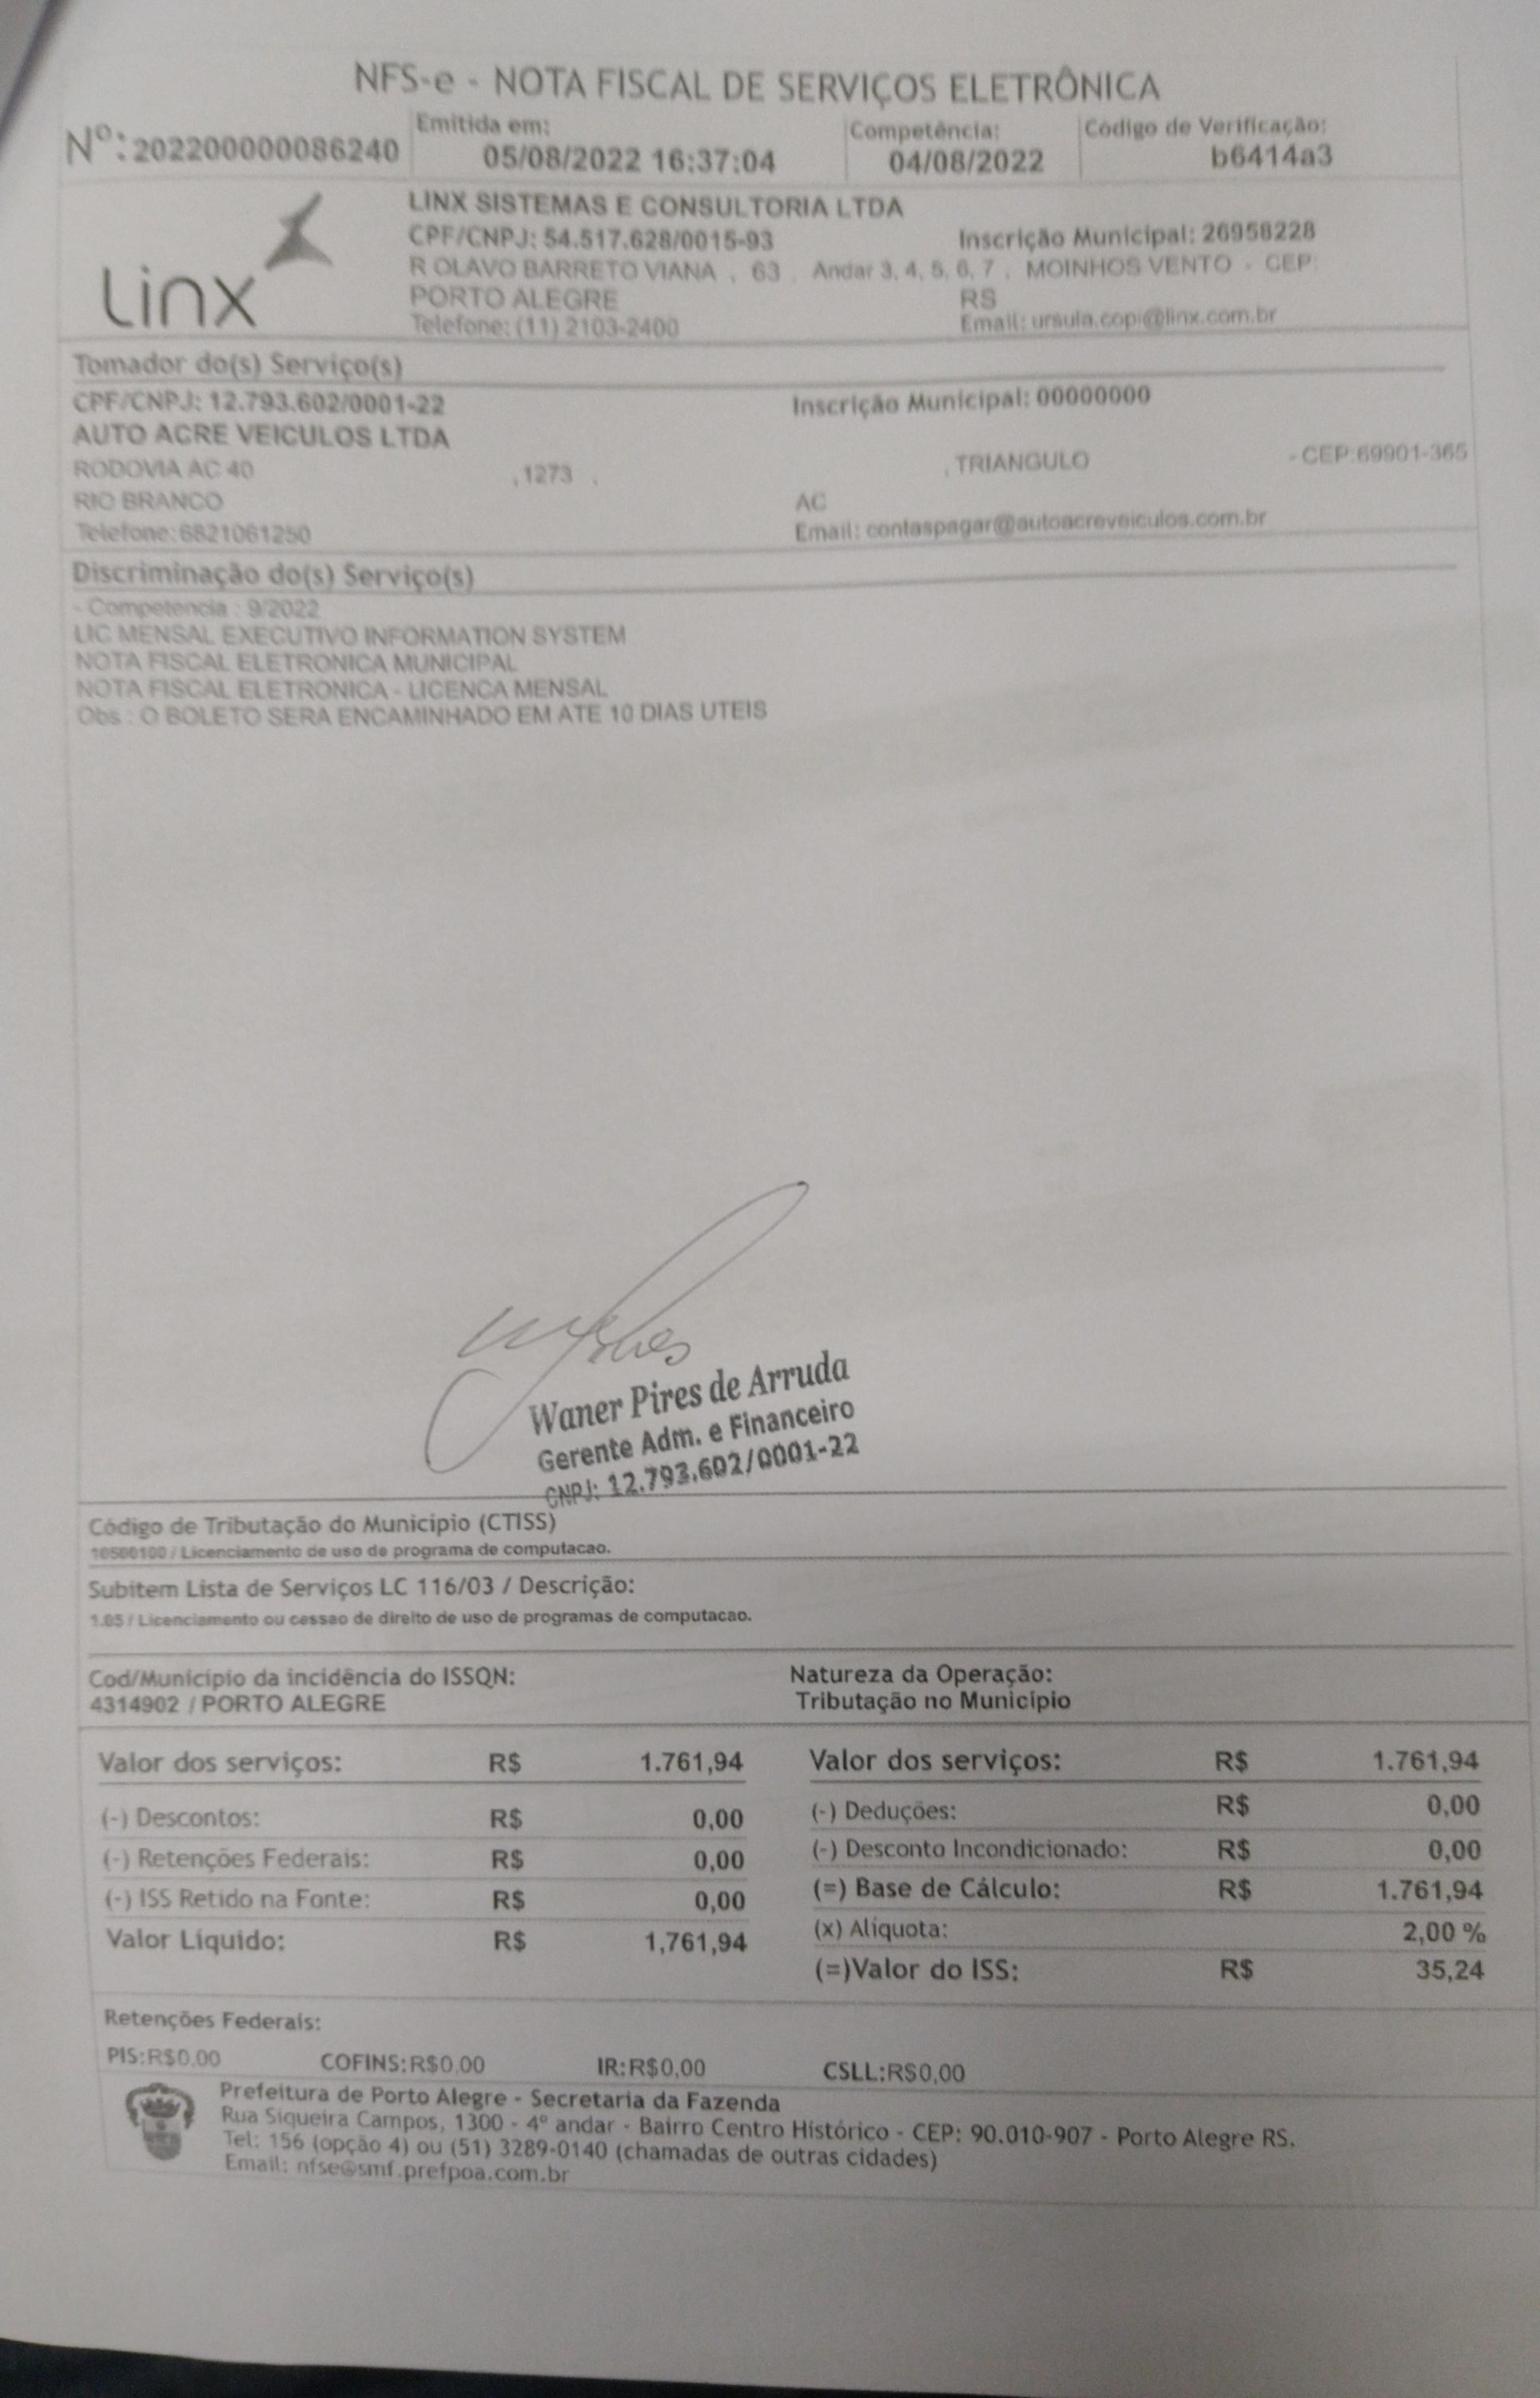 NFS-e - NOTA FISCAL DE SERVIÇOS ELETRÔNICA
Nº: 202200000086240 Emitida em: 05/08/2022 16:37:04 Competência: 04/08/2022 Código de Verificação: b6414a3
Linx
LINX SISTEMAS E CONSULTORIA LTDA
CPF/CNPJ: 54.517.628/0015-93 Inscrição Municipal: 26958228
R OLAVO BARRETO VIANA , 63 . Andar 3, 4, 5, 6, 7 , MOINHOS VENTO - CEP:
PORTO ALEGRE RS
Telefone: (11) 2103-2400 Email: ursula.copi@linx.com.br
Tomador do(s) Serviço(s)
CPF/CNPJ: 12.793.602/0001-22 Inscrição Municipal: 00000000
AUTO ACRE VEICULOS LTDA
RODOVIA AC 40 , 1273 , , TRIANGULO - CEP:69901-365
RIO BRANCO AC
Telefone:6821061250 Email: contaspagar@autoacreveiculos.com.br
Discriminação do(s) Serviço(s)
- Competencia : 9/2022
LIC MENSAL EXECUTIVO INFORMATION SYSTEM
NOTA FISCAL ELETRONICA MUNICIPAL
NOTA FISCAL ELETRONICA - LICENCA MENSAL
Obs : O BOLETO SERA ENCAMINHADO EM ATE 10 DIAS UTEIS
Waner Pires de Arruda
Gerente Adm. e Financeiro
CNPJ: 12.793.602/0001-22
Código de Tributação do Município (CTISS)
10500100 / Licenciamento de uso de programa de computacao.
Subitem Lista de Serviços LC 116/03 / Descrição:
1.05 / Licenciamento ou cessao de direito de uso de programas de computacao.
Cod/Município da incidência do ISSQN: Natureza da Operação:
4314902 / PORTO ALEGRE Tributação no Município
Valor dos serviços: R$ 1.761,94 Valor dos serviços: R$ 1.761,94
(-) Descontos: R$ 0,00 (-) Deduções: R$ 0,00
(-) Retenções Federais: R$ 0,00 (-) Desconto Incondicionado: R$ 0,00
(-) ISS Retido na Fonte: R$ 0,00 (=) Base de Cálculo: R$ 1.761,94
Valor Líquido: R$ 1,761,94 (x) Alíquota: 2,00 %
(=)Valor do ISS: R$ 35,24
Retenções Federais:
PIS:R$0,00 COFINS:R$0,00 IR:R$0,00 CSLL:R$0,00
Prefeitura de Porto Alegre - Secretaria da Fazenda
Rua Siqueira Campos, 1300 - 4º andar - Bairro Centro Histórico - CEP: 90.010-907 - Porto Alegre RS.
Tel: 156 (opção 4) ou (51) 3289-0140 (chamadas de outras cidades)
Email: nfse@smf.prefpoa.com.br